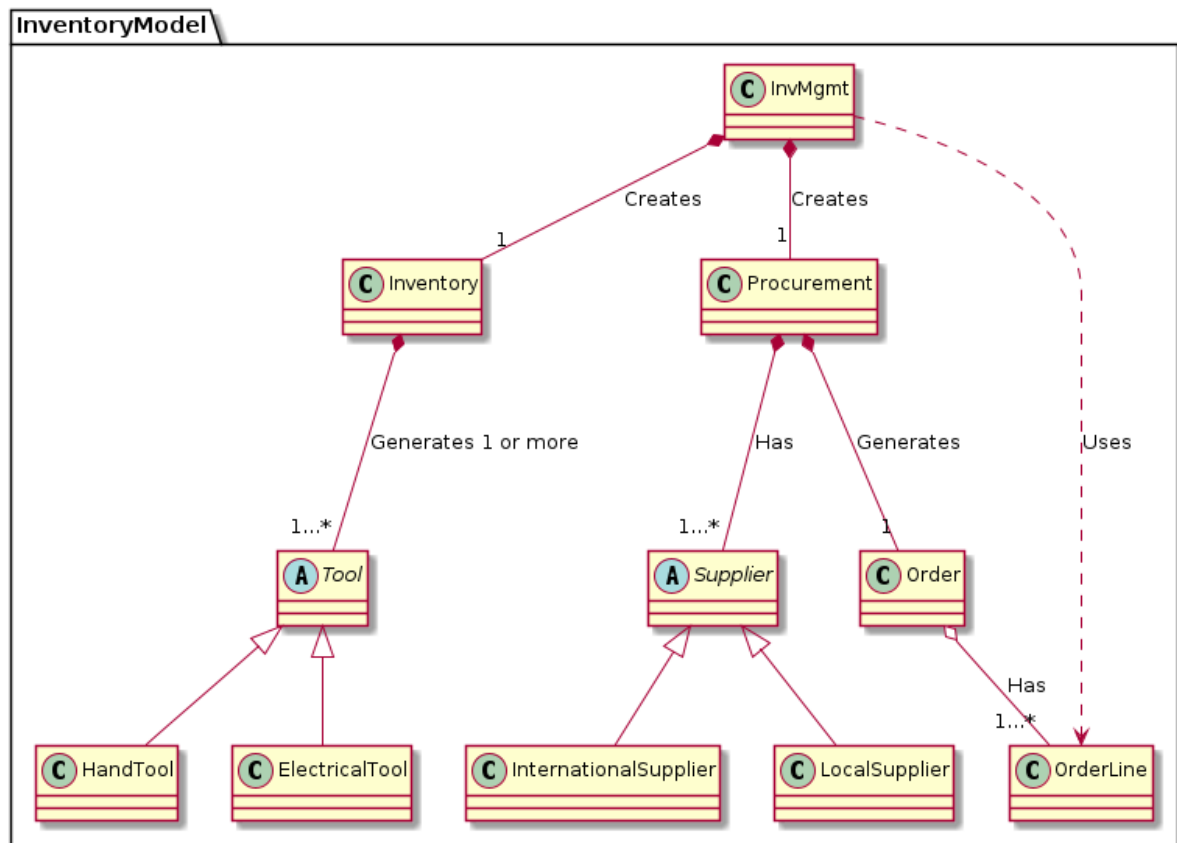 InventoryModel
C InvMgmt
Creates
Creates
1
1
C Inventory
C Procurement
Generates 1 or more
Has
Generates
Uses
1...*
1...*
1
A Tool
A Supplier
C Order
Has
1...*
C HandTool
C ElectricalTool
C InternationalSupplier
C LocalSupplier
C OrderLine